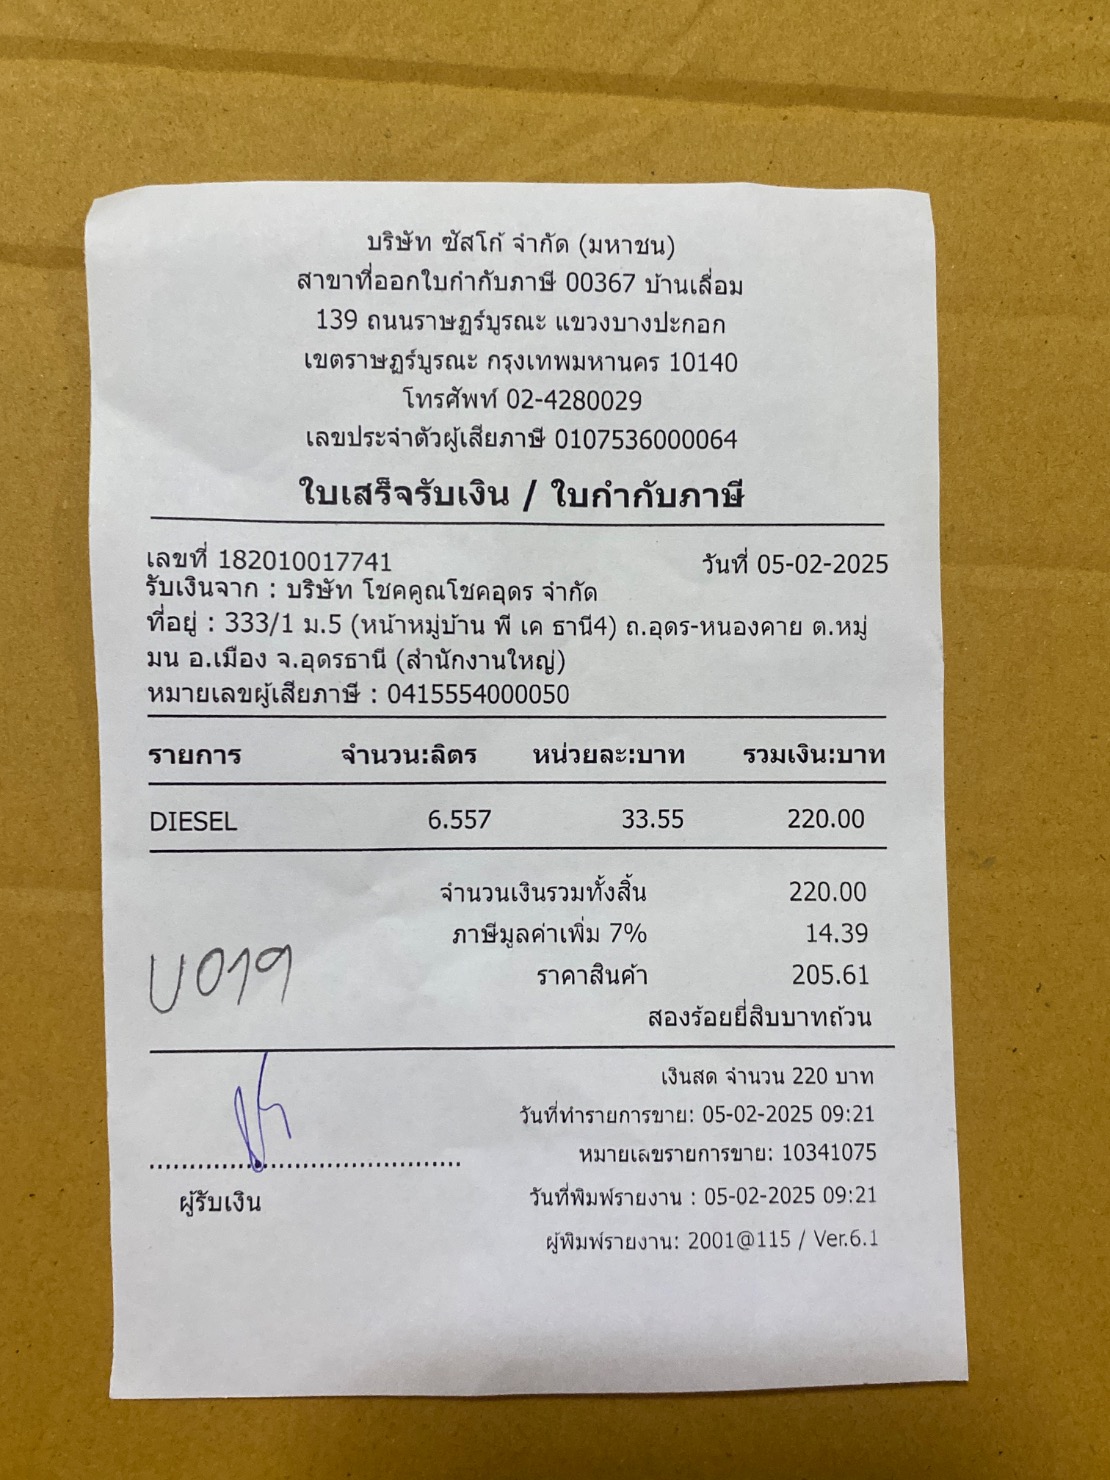 บริษัท ซัสโก้ จำกัด (มหาชน)
สาขาที่ออกใบกำกับภาษี 00367 บ้านเลื่อม
139 ถนนราษฎร์บูรณะ แขวงบางปะกอก
เขตราษฎร์บูรณะ กรุงเทพมหานคร 10140
โทรศัพท์ 02-4280029
เลขประจำตัวผู้เสียภาษี 0107536000064
ใบเสร็จรับเงิน / ใบกำกับภาษี
เลขที่ 182010017741 วันที่ 05-02-2025
รับเงินจาก : บริษัท โชคคูณโชคอุดร จำกัด
ที่อยู่ : 333/1 ม.5 (หน้าหมู่บ้าน พี เค ธานี4) ถ.อุดร-หนองคาย ต.หมู
มน อ.เมือง จ.อุดรธานี (สำนักงานใหญ่)
หมายเลขผู้เสียภาษี : 0415554000050
รายการ จำนวน:ลิตร หน่วยละ:บาท รวมเงิน:บาท
DIESEL 6.557 33.55 220.00
จำนวนเงินรวมทั้งสิ้น 220.00
ภาษีมูลค่าเพิ่ม 7% 14.39
ราคาสินค้า 205.61
สองร้อยยี่สิบบาทถ้วน
เงินสด จำนวน 220 บาท
วันที่ทำรายการขาย: 05-02-2025 09:21
หมายเลขรายการขาย: 10341075
ผู้รับเงิน
วันที่พิมพ์รายงาน : 05-02-2025 09:21
ผู้พิมพ์รายงาน: 2001@115 / Ver.6.1